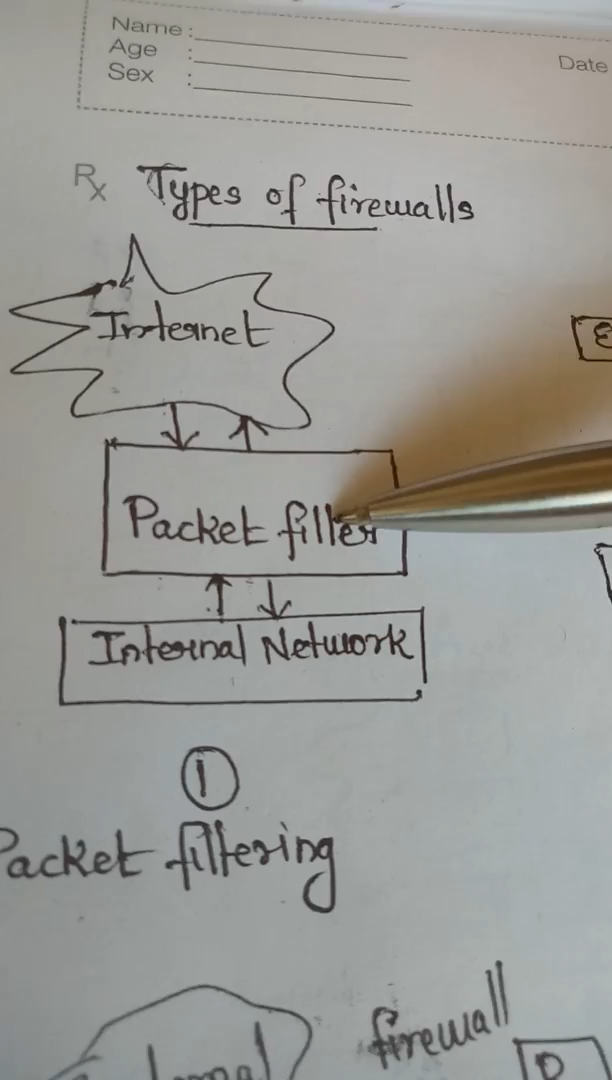 Name :
Age :
Sex :
Date
Rx Types of firewalls
Internet
Packet filter
Internal Network
1
Packet filtering
firewall